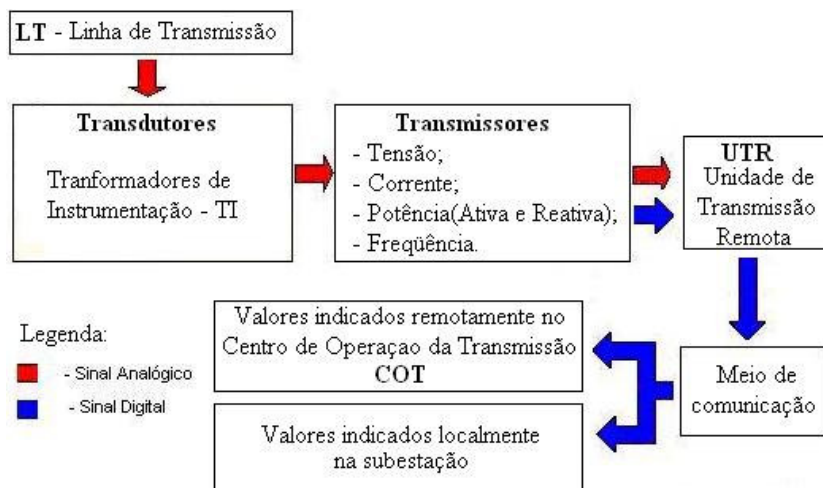 LT - Linha de Transmissão
Transdutores
Tranformadores de
Instrumentação - TI
Transmissores
- Tensão;
- Corrente;
- Potência(Ativa e Reativa);
- Freqüência.
UTR
Unidade de
Transmissão
Remota
Valores indicados remotamente no
Centro de Operaçao da Transmissão
COT
Meio de
comunicação
Valores indicados localmente
na subestação
Legenda:
- Sinal Analógico
- Sinal Digital